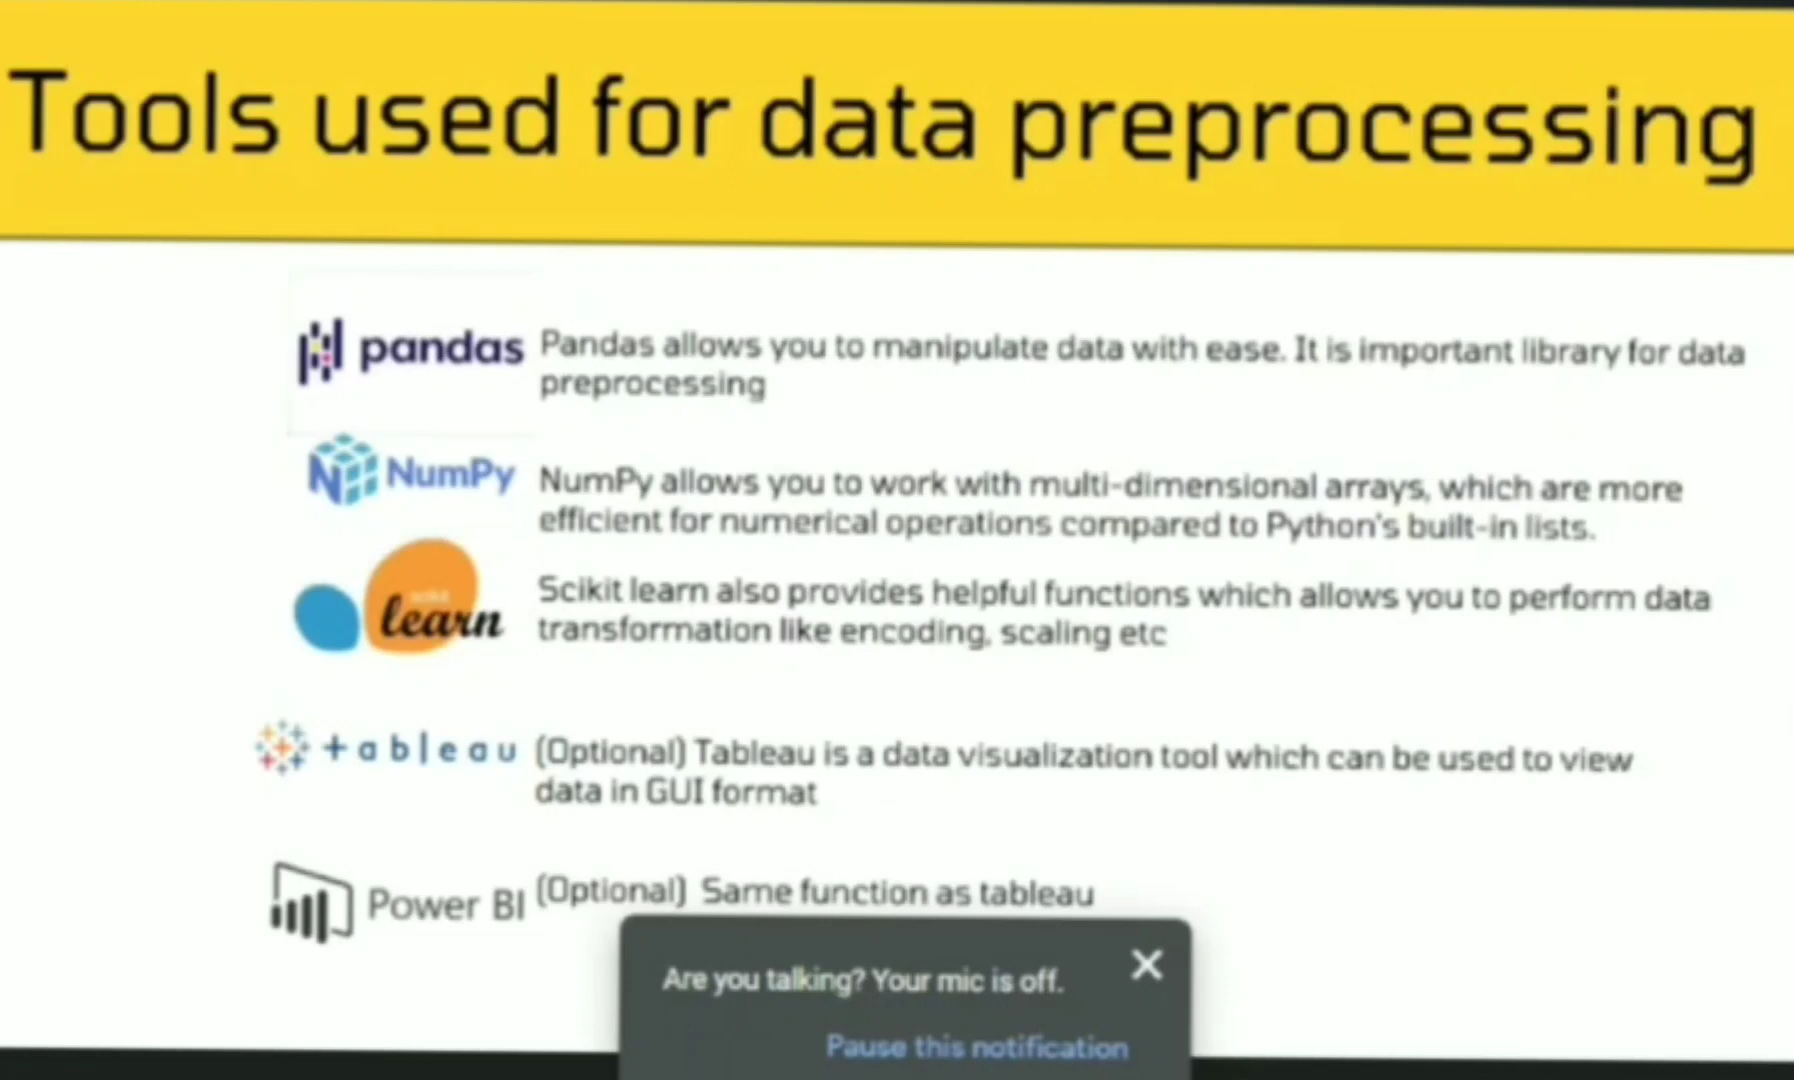 Tools used for data preprocessing
pandas
Pandas allows you to manipulate data with ease. It is important library for data
preprocessing
NumPy
NumPy allows you to work with multi-dimensional arrays, which are more
efficient for numerical operations compared to Python's built-in lists.
scikit
learn
Scikit learn also provides helpful functions which allows you to perform data
transformation like encoding, scaling etc
+ableau
(Optional) Tableau is a data visualization tool which can be used to view
data in GUI format
Power BI
(Optional) Same function as tableau
Are you talking? Your mic is off.
Pause this notification